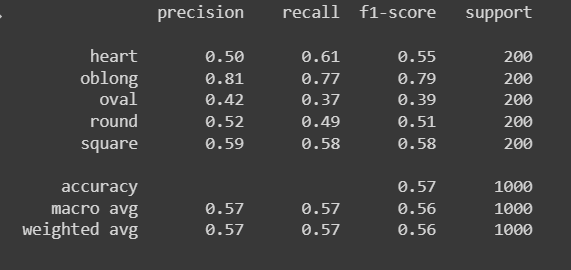 precision recall f1-score support
heart 0.50 0.61 0.55 200
oblong 0.81 0.77 0.79 200
oval 0.42 0.37 0.39 200
round 0.52 0.49 0.51 200
square 0.59 0.58 0.58 200
accuracy 0.57 1000
macro avg 0.57 0.57 0.56 1000
weighted avg 0.57 0.57 0.56 1000